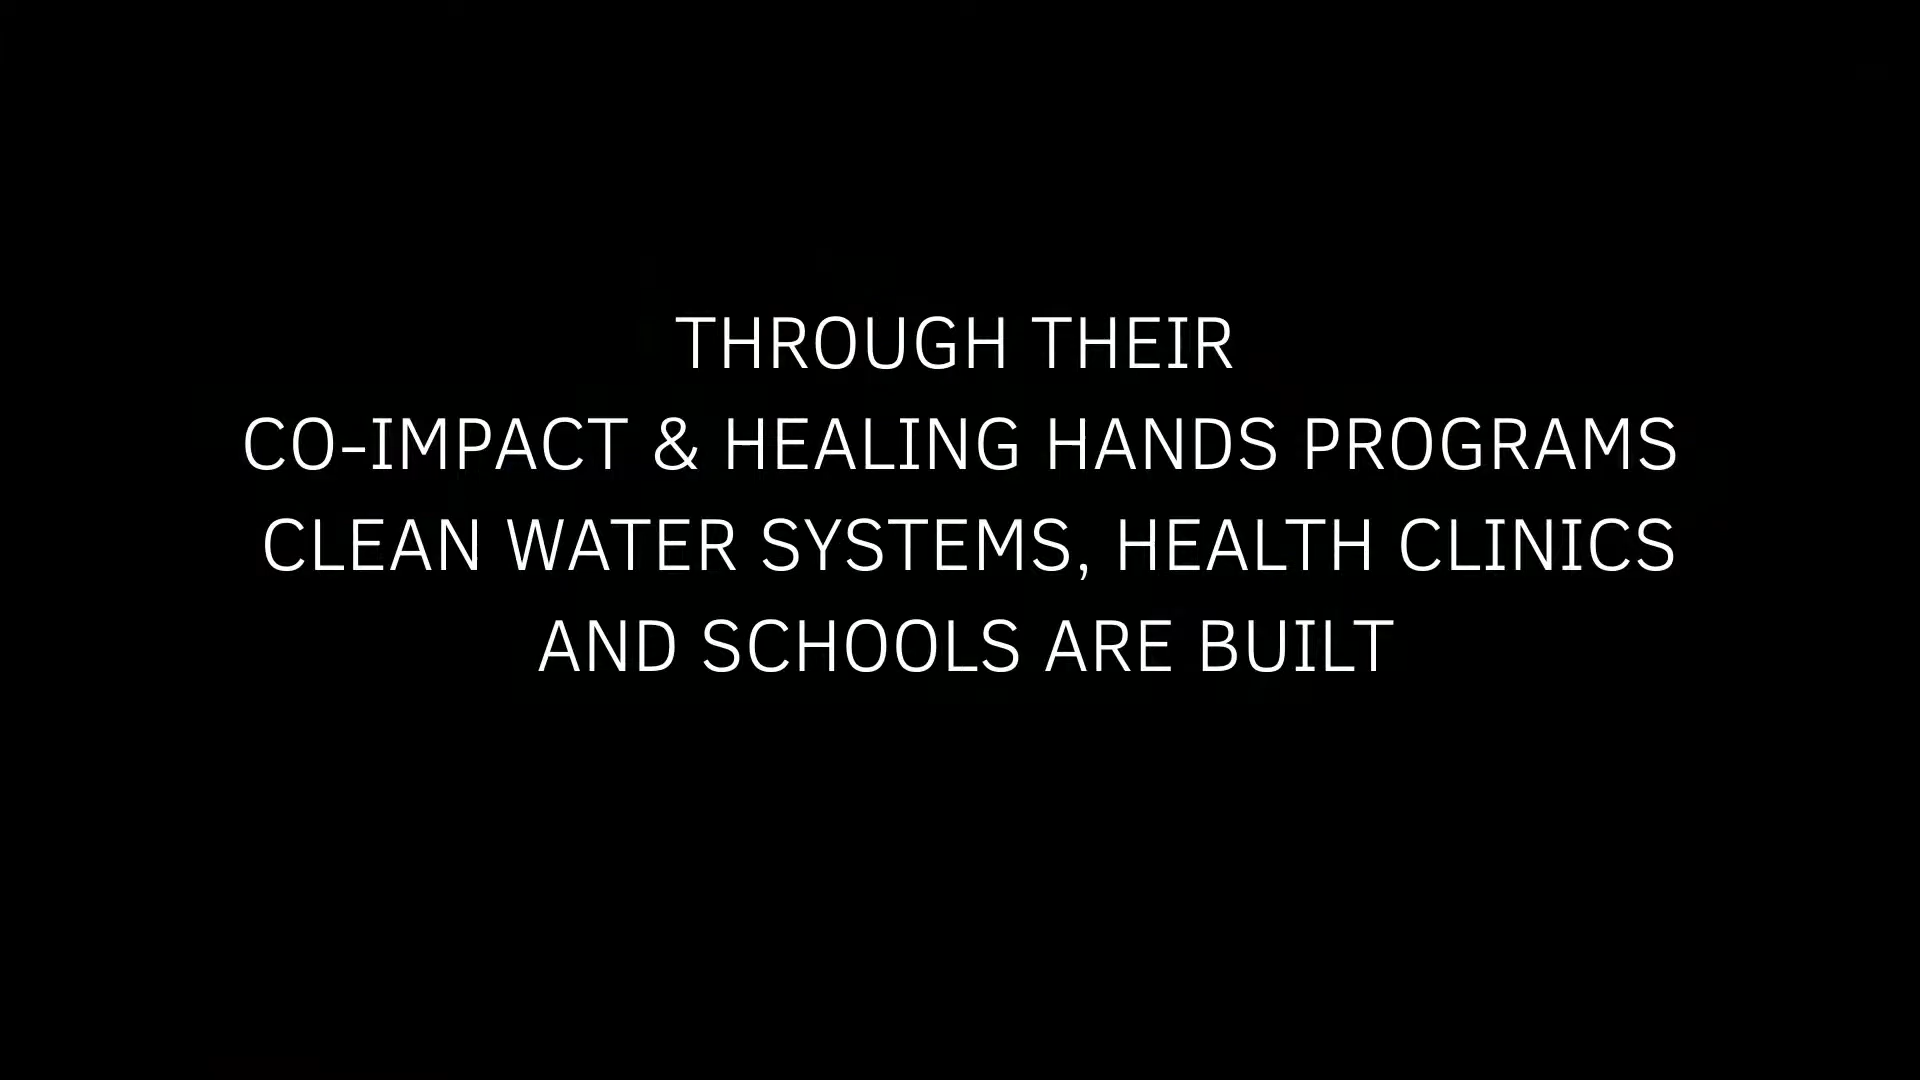 THROUGH THEIR
CO-IMPACT & HEALING HANDS PROGRAMS
CLEAN WATER SYSTEMS, HEALTH CLINICS
AND SCHOOLS ARE BUILT